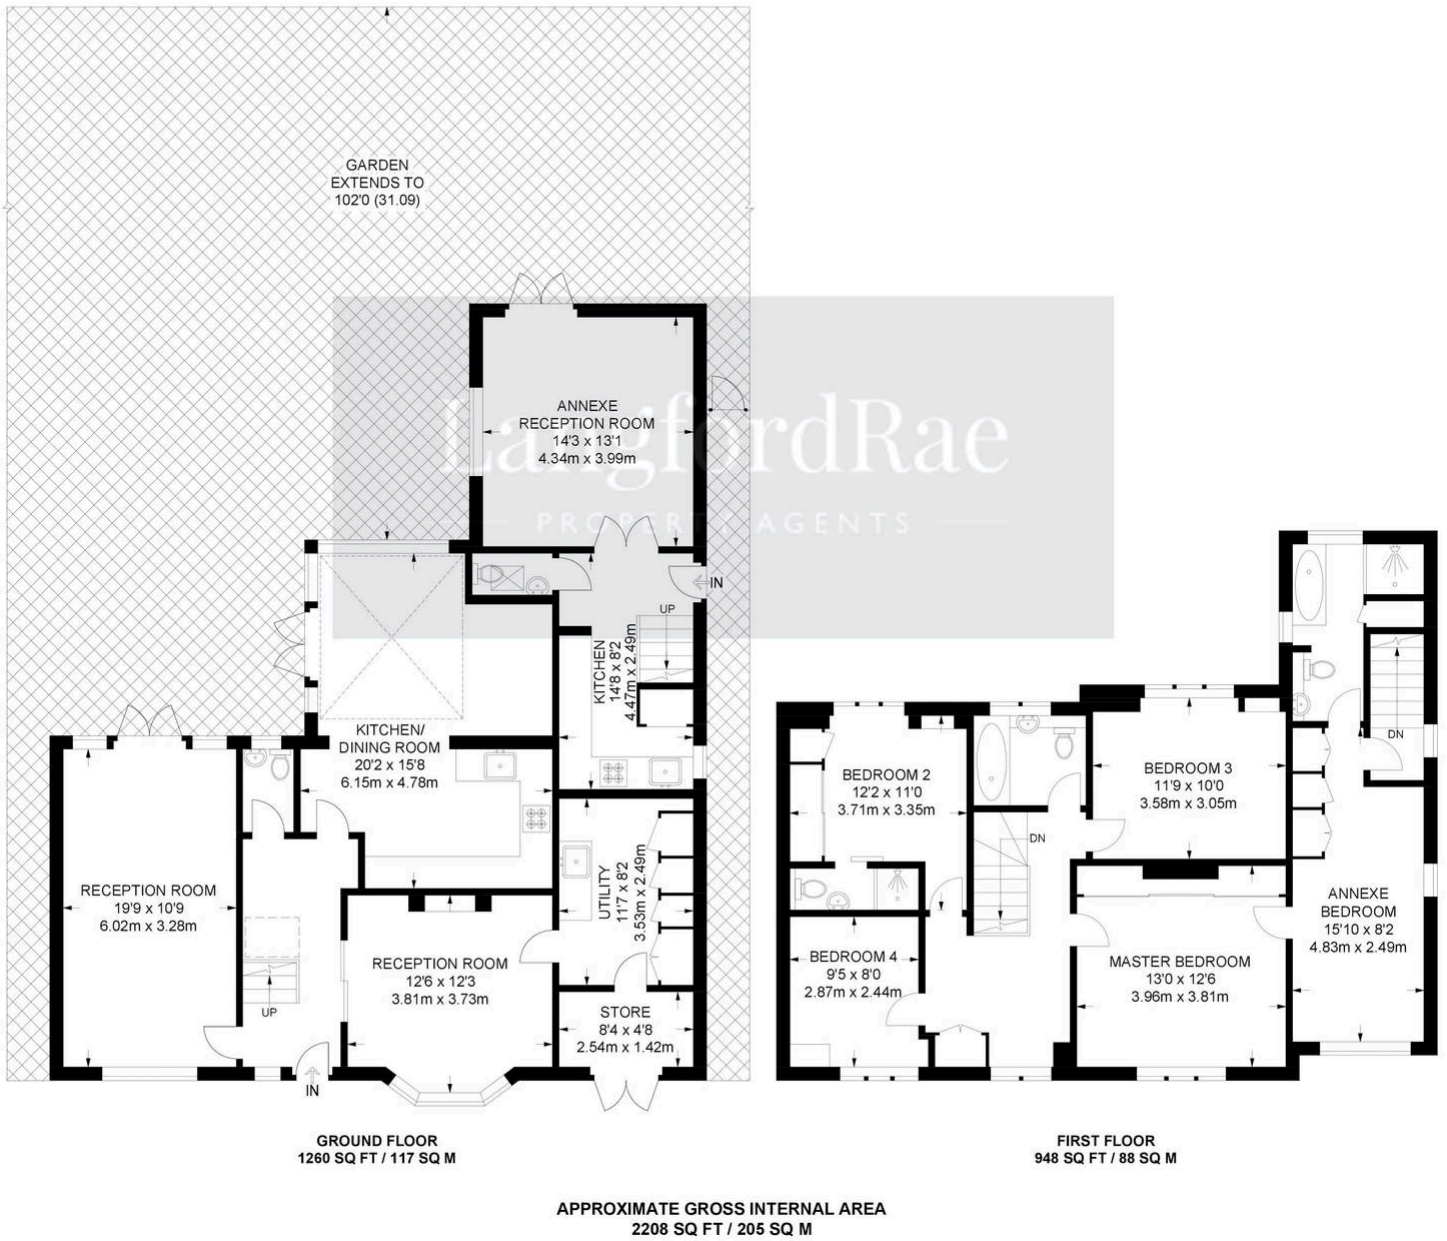 GARDEN
EXTENDS TO
102'0 (31.09)
ANNEXE
RECEPTION ROOM
14'3 x 13'1
4.34m x 3.99m
LangfordRae
PROPERTY AGENTS
IN
UP
KITCHEN
14'8 x 8'2
4.47m x 2.49m
KITCHEN/
DINING ROOM
20'2 x 15'8
6.15m x 4.78m
RECEPTION ROOM
19'9 x 10'9
6.02m x 3.28m
UTILITY
11'7 x 8'2
3.53m x 2.49m
RECEPTION ROOM
12'6 x 12'3
3.81m x 3.73m
UP
STORE
8'4 x 4'8
2.54m x 1.42m
IN
BEDROOM 2
12'2 x 11'0
3.71m x 3.35m
BEDROOM 3
11'9 x 10'0
3.58m x 3.05m
DN
DN
ANNEXE
BEDROOM
15'10 x 8'2
4.83m x 2.49m
BEDROOM 4
9'5 x 8'0
2.87m x 2.44m
MASTER BEDROOM
13'0 x 12'6
3.96m x 3.81m
GROUND FLOOR
1260 SQ FT / 117 SQ M
FIRST FLOOR
948 SQ FT / 88 SQ M
APPROXIMATE GROSS INTERNAL AREA
2208 SQ FT / 205 SQ M